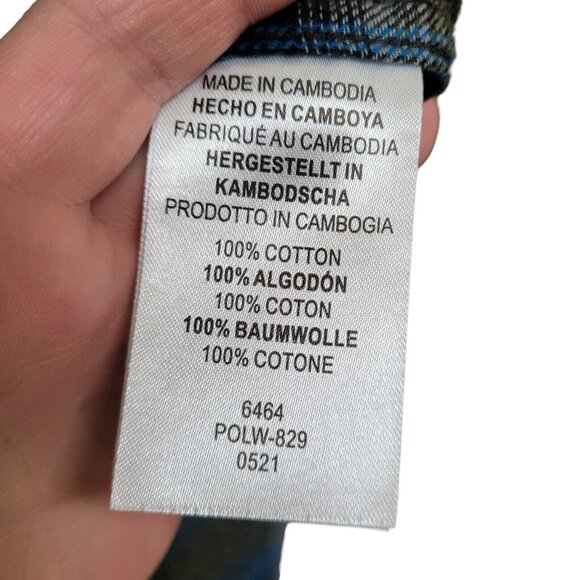 MADE IN CAMBODIA
HECHO EN CAMBOYA
FABRIQUÉ AU CAMBODIA
HERGESTELLT IN
KAMBODSCHA
PRODOTTO IN CAMBOGIA
100% COTTON
100% ALGODÓN
100% COTON
100% BAUMWOLLE
100% COTONE
6464
POLW-829
0521